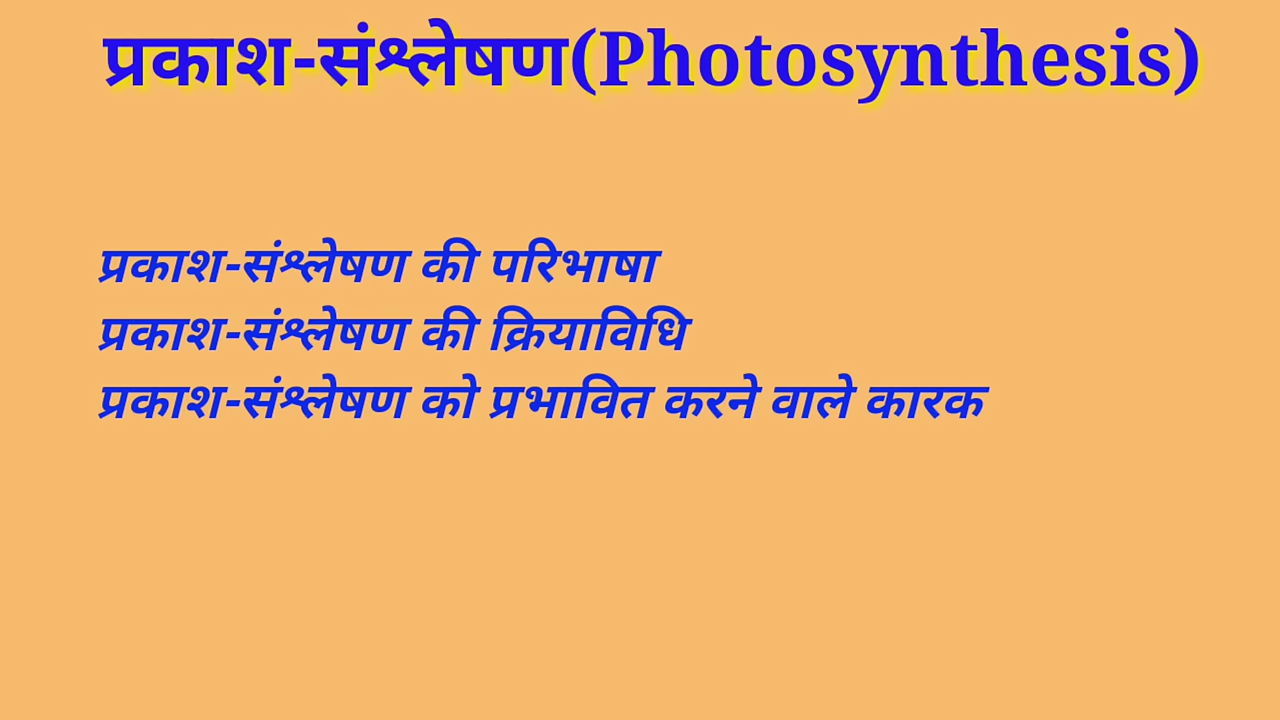 प्रकाश-संश्लेषण(Photosynthesis)
प्रकाश-संश्लेषण की परिभाषा
प्रकाश-संश्लेषण की क्रियाविधि
प्रकाश-संश्लेषण को प्रभावित करने वाले कारक